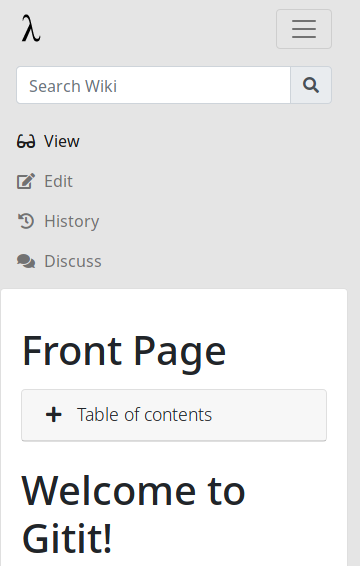 λ
Search Wiki
View
Edit
History
Discuss
Front Page
Table of contents
Welcome to
Gitit!